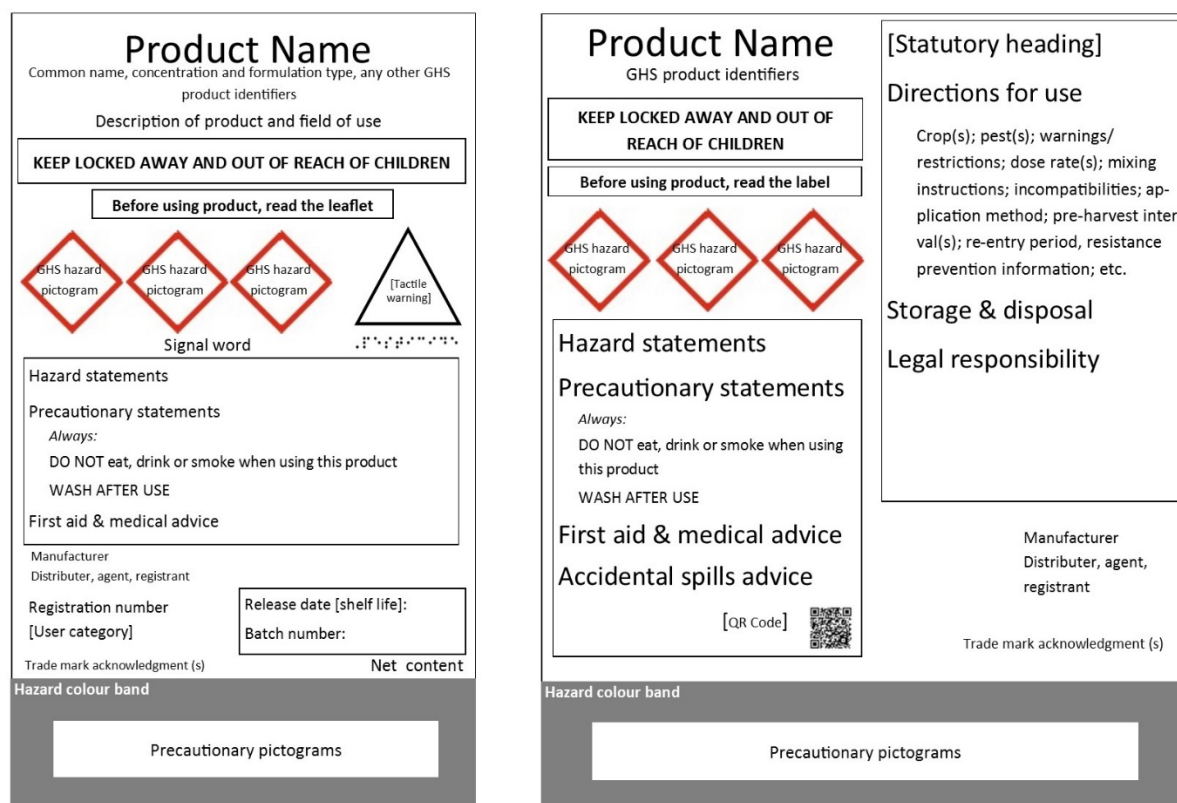 Product Name
Common name, concentration and formulation type, any other GHS
product identifiers
Description of product and field of use
KEEP LOCKED AWAY AND OUT OF REACH OF CHILDREN
Before using product, read the leaflet
GHS hazard
pictogram
GHS hazard
pictogram
GHS hazard
pictogram
[Tactile
warning]
Signal word
Hazard statements
Precautionary statements
Always:
DO NOT eat, drink or smoke when using this product
WASH AFTER USE
First aid & medical advice
Manufacturer
Distributer, agent, registrant
Registration number
[User category]
Release date [shelf life]:
Batch number:
Trade mark acknowledgment (s)
Net content
Hazard colour band
Precautionary pictograms
Product Name
GHS product identifiers
KEEP LOCKED AWAY AND OUT OF
REACH OF CHILDREN
Before using product, read the label
GHS hazard
pictogram
GHS hazard
pictogram
GHS hazard
pictogram
Hazard statements
Precautionary statements
Always:
DO NOT eat, drink or smoke when using
this product
WASH AFTER USE
First aid & medical advice
Accidental spills advice
[QR Code]
[Statutory heading]
Directions for use
Crop(s); pest(s); warnings/
restrictions; dose rate(s); mixing
instructions; incompatibilities; ap-
plication method; pre-harvest inter
val(s); re-entry period, resistance
prevention information; etc.
Storage & disposal
Legal responsibility
Manufacturer
Distributer, agent,
registrant
Trade mark acknowledgment (s)
Hazard colour band
Precautionary pictograms